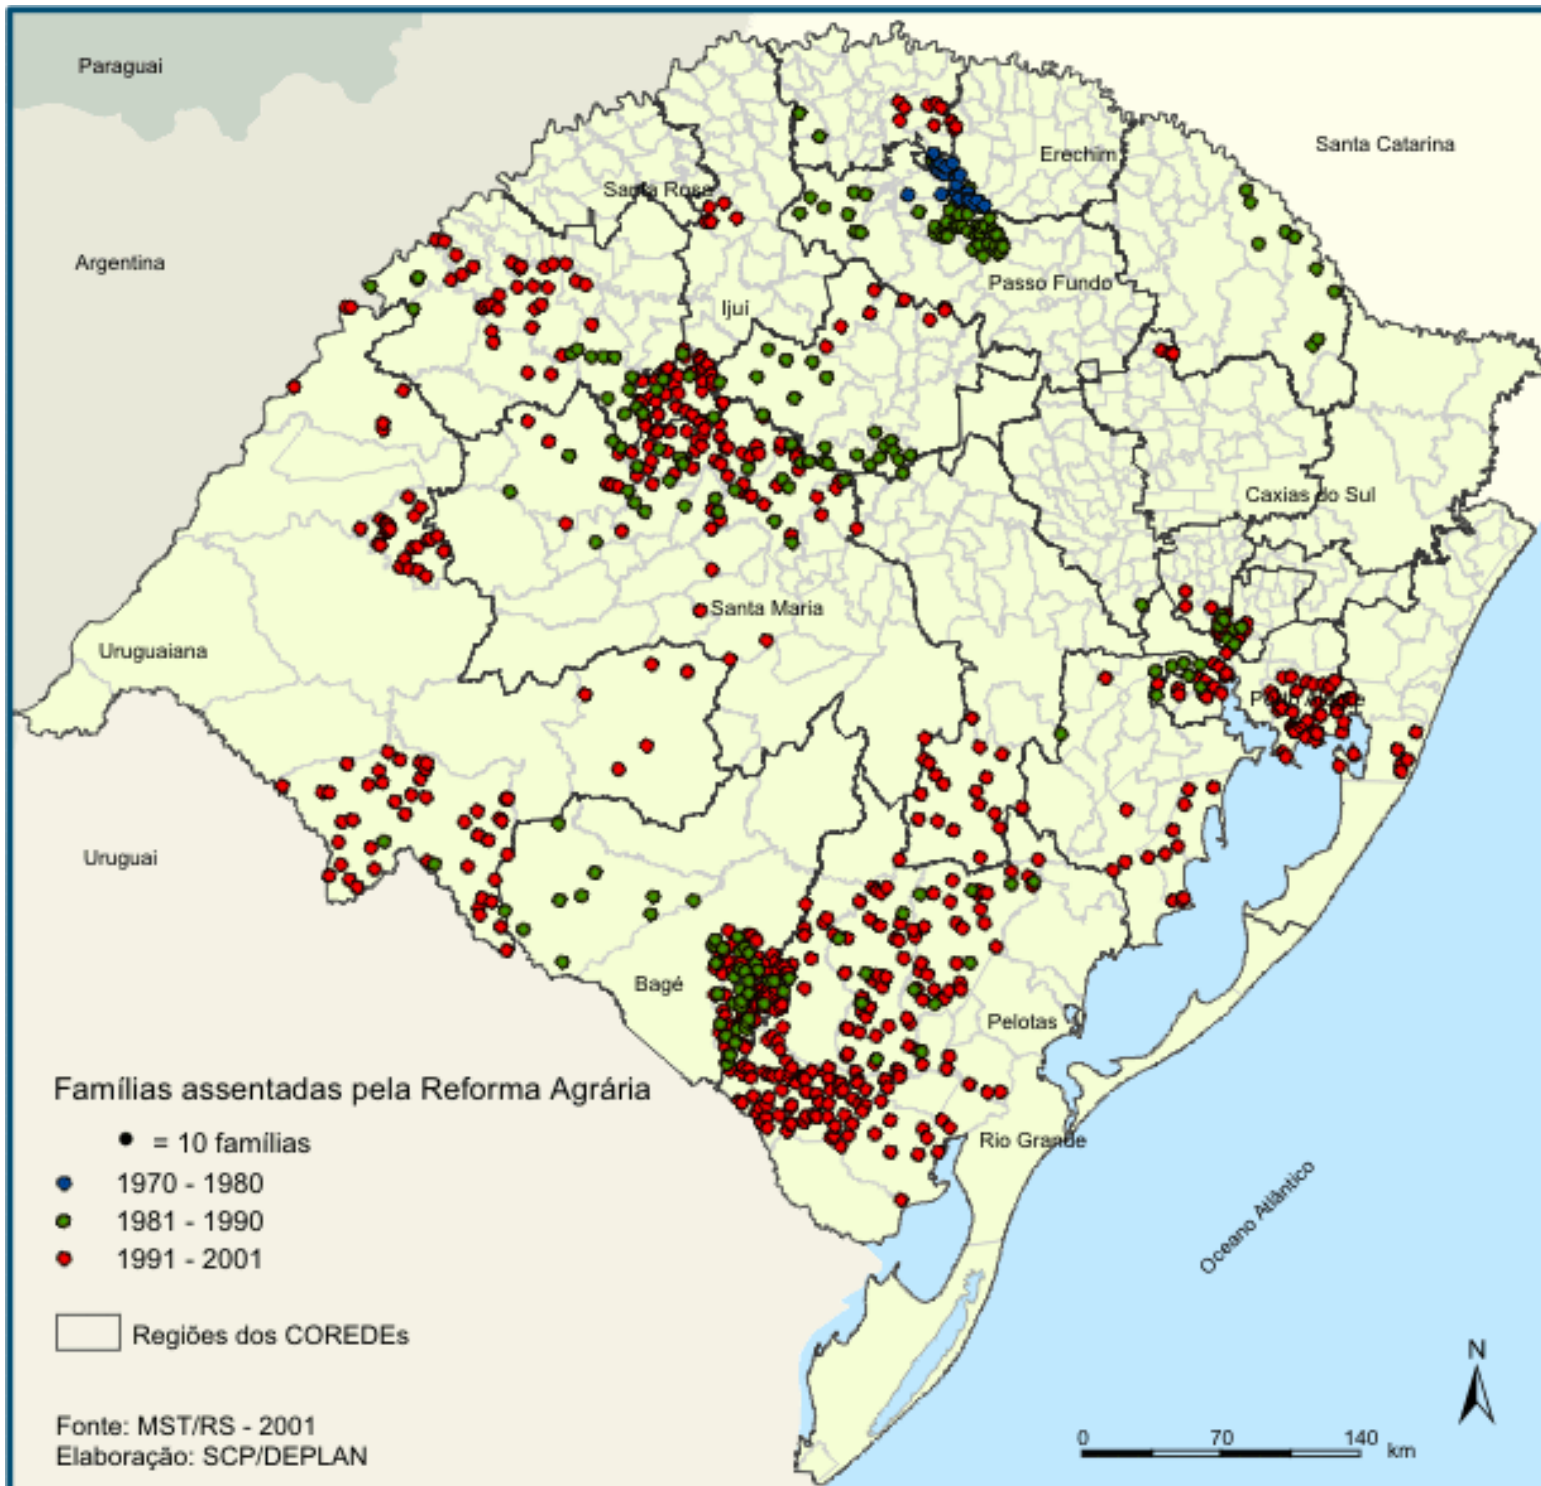 Paraguai
Santa Catarina
Erechim
Santa Rosa
Argentina
Passo Fundo
Ijuí
Caxias do Sul
Santa Maria
Uruguaiana
Porto Alegre
Uruguai
Bagé
Pelotas
Rio Grande
Oceano Atlântico
Famílias assentadas pela Reforma Agrária
= 10 famílias
1970 - 1980
1981 - 1990
1991 - 2001
Regiões dos COREDEs
Fonte: MST/RS - 2001
Elaboração: SCP/DEPLAN
N
0 70 140 km